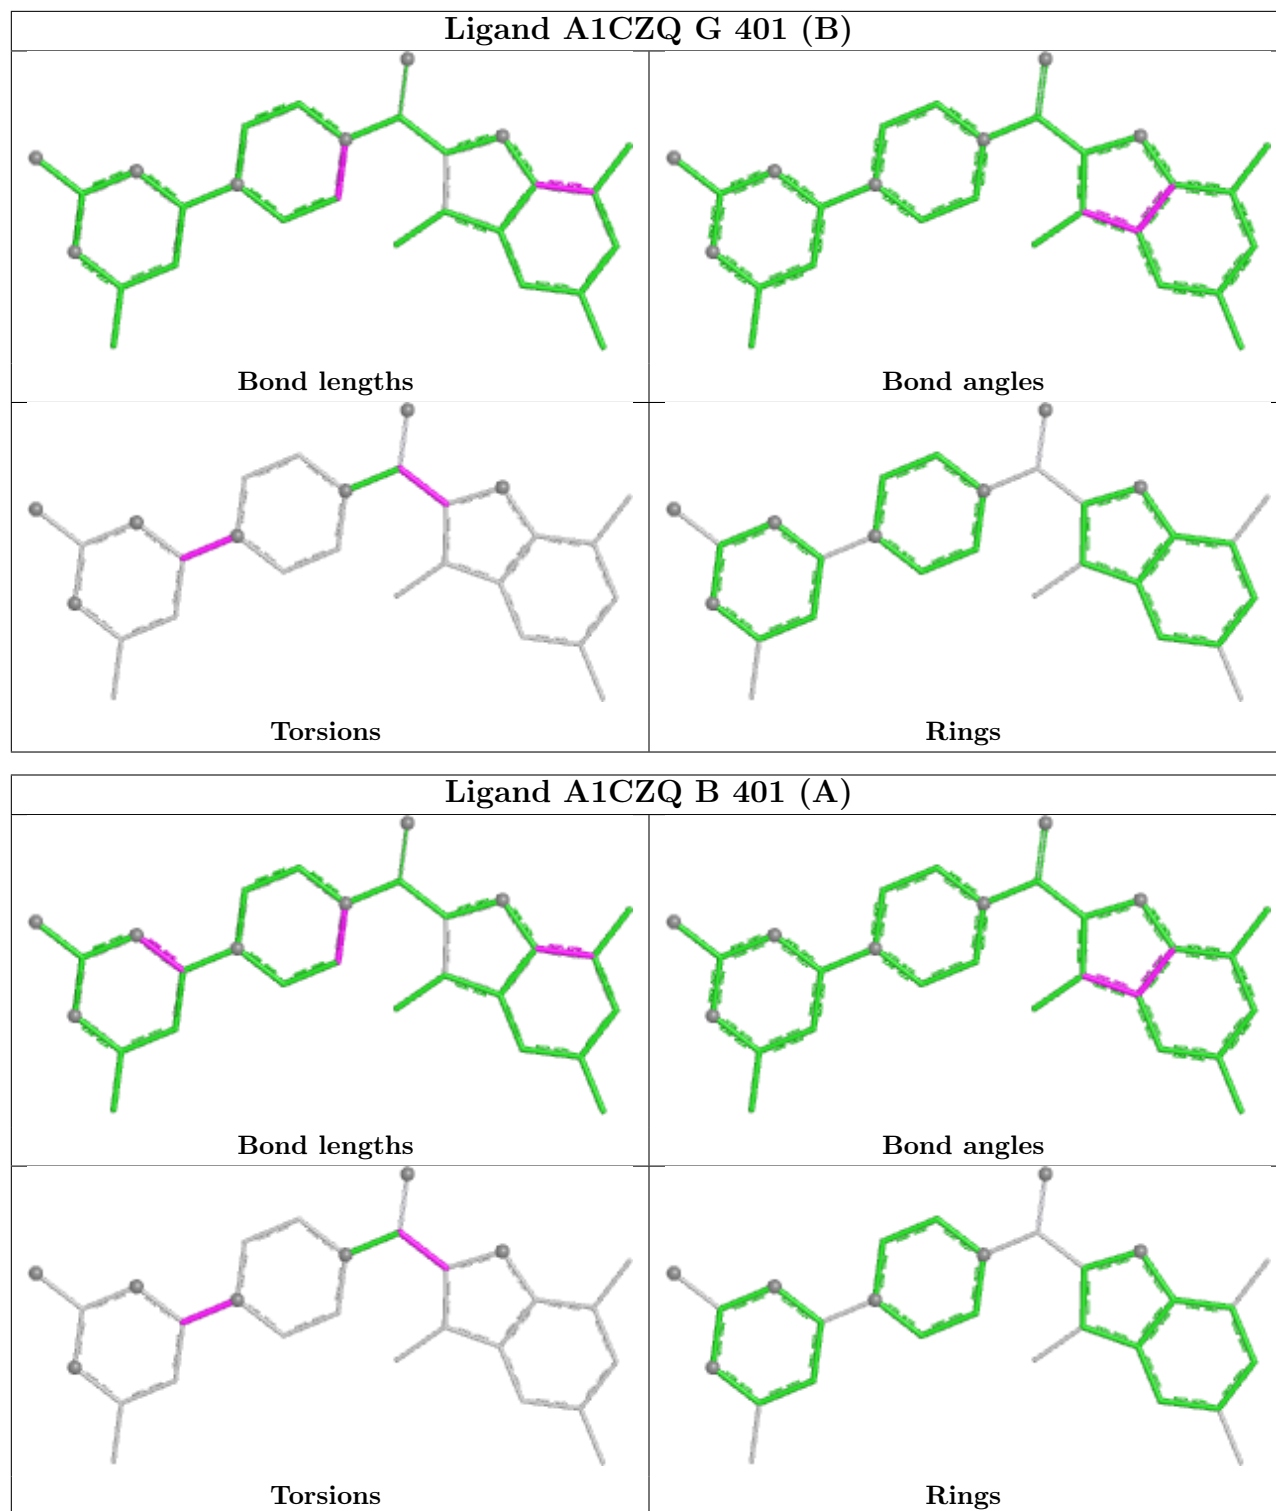 Ligand A1CZQ G 401 (B)
Bond lengths
Bond angles
Torsions
Rings
Ligand A1CZQ B 401 (A)
Bond lengths
Bond angles
Torsions
Rings